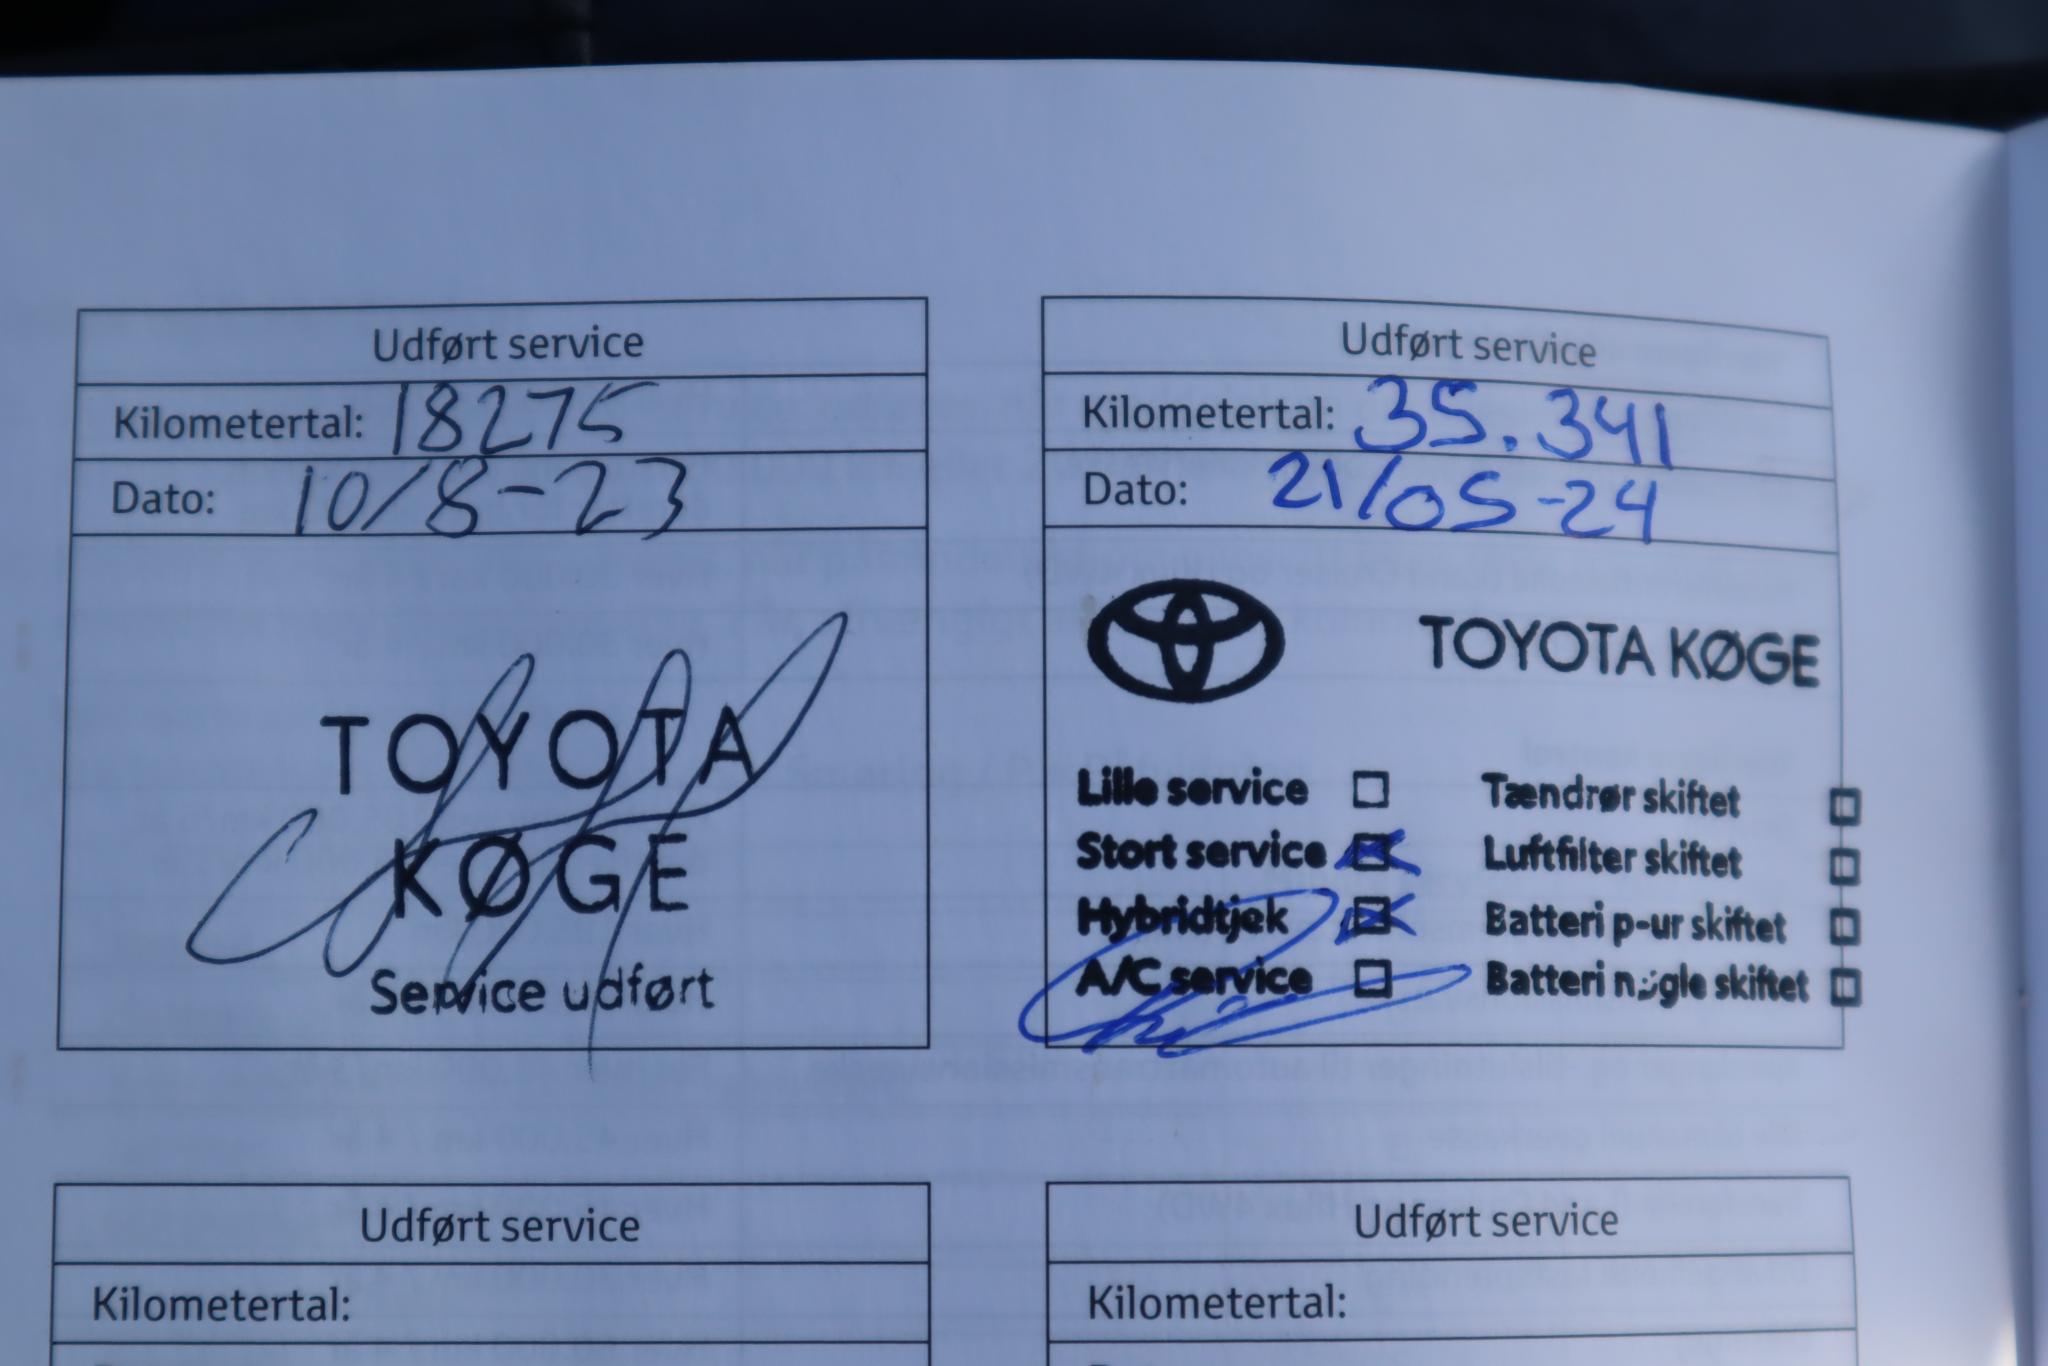 Udført service
Kilometertal: 18275
Dato: 10/8-23
TOYOTA
KØGE
Service udført
Udført service
Kilometertal: 35.341
Dato: 21/05-24
TOYOTA KØGE
Lille service
Tændrør skiftet
Stort service
Luftfilter skiftet
Hybridtjek
Batteri p-ur skiftet
A/C service
Batteri nøgle skiftet
Udført service
Kilometertal:
Udført service
Kilometertal: